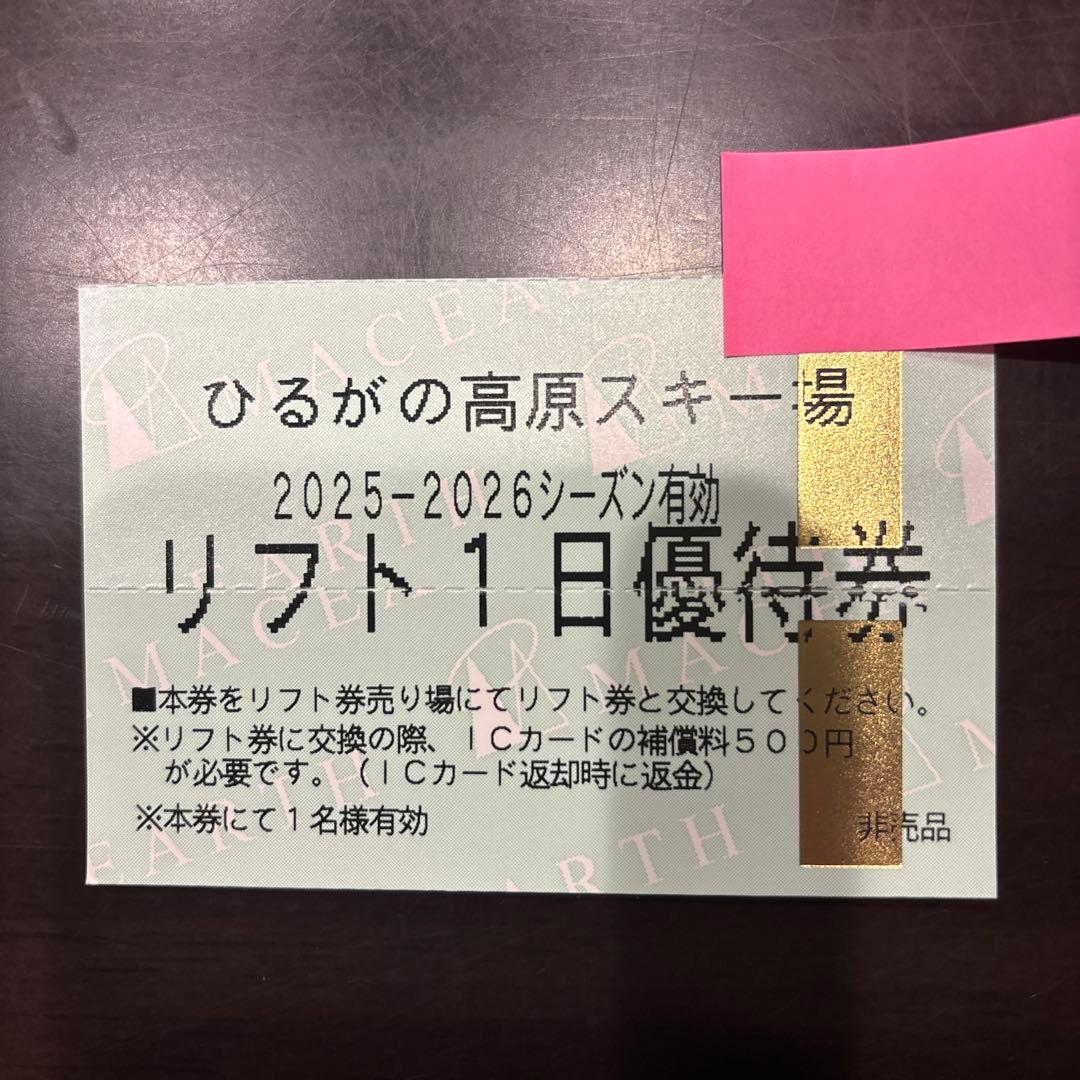 ひるがの高原スキー場
2025-2026シーズン有効
リフト1日優待券
■本券をリフト券売り場にてリフト券と交換してください。
※リフト券に交換の際、ICカードの補償料500円
が必要です。（ICカード返却時に返金）
※本券にて1名様有効
非売品
MACEARTH
MACEARTH
MACEARTH